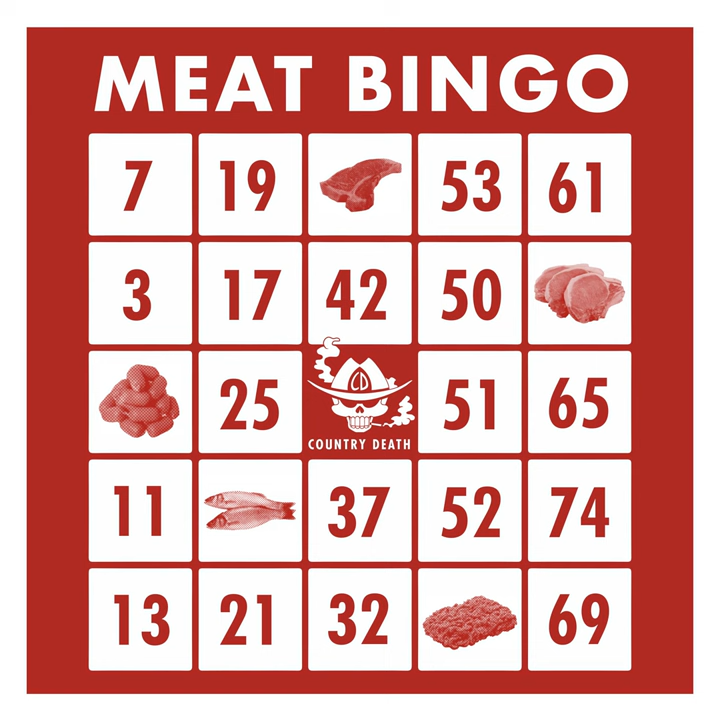 MEAT BINGO
7 19 53 61
3 17 42 50
CD
25 51 65
COUNTRY DEATH
11 37 52 74
13 21 32 69